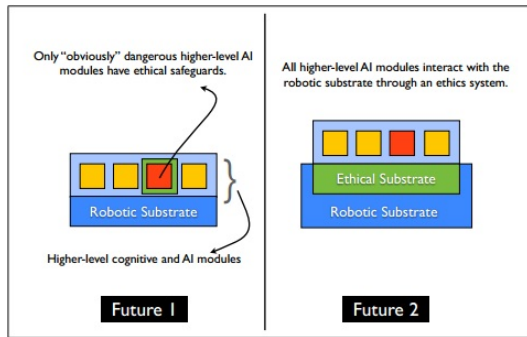 Only “obviously” dangerous higher-level AI
modules have ethical safeguards.
Robotic Substrate
Higher-level cognitive and AI modules
Future 1
All higher-level AI modules interact with the
robotic substrate through an ethics system.
Ethical Substrate
Robotic Substrate
Future 2